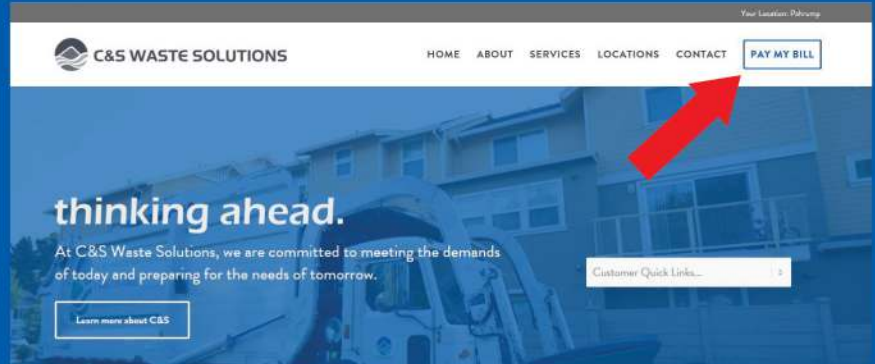 Your Location: Pahrump
C&S WASTE SOLUTIONS
HOME ABOUT SERVICES LOCATIONS CONTACT PAY MY BILL
thinking ahead.
At C&S Waste Solutions, we are committed to meeting the demands
of today and preparing for the needs of tomorrow.
Customer Quick Links...
Learn more about C&S